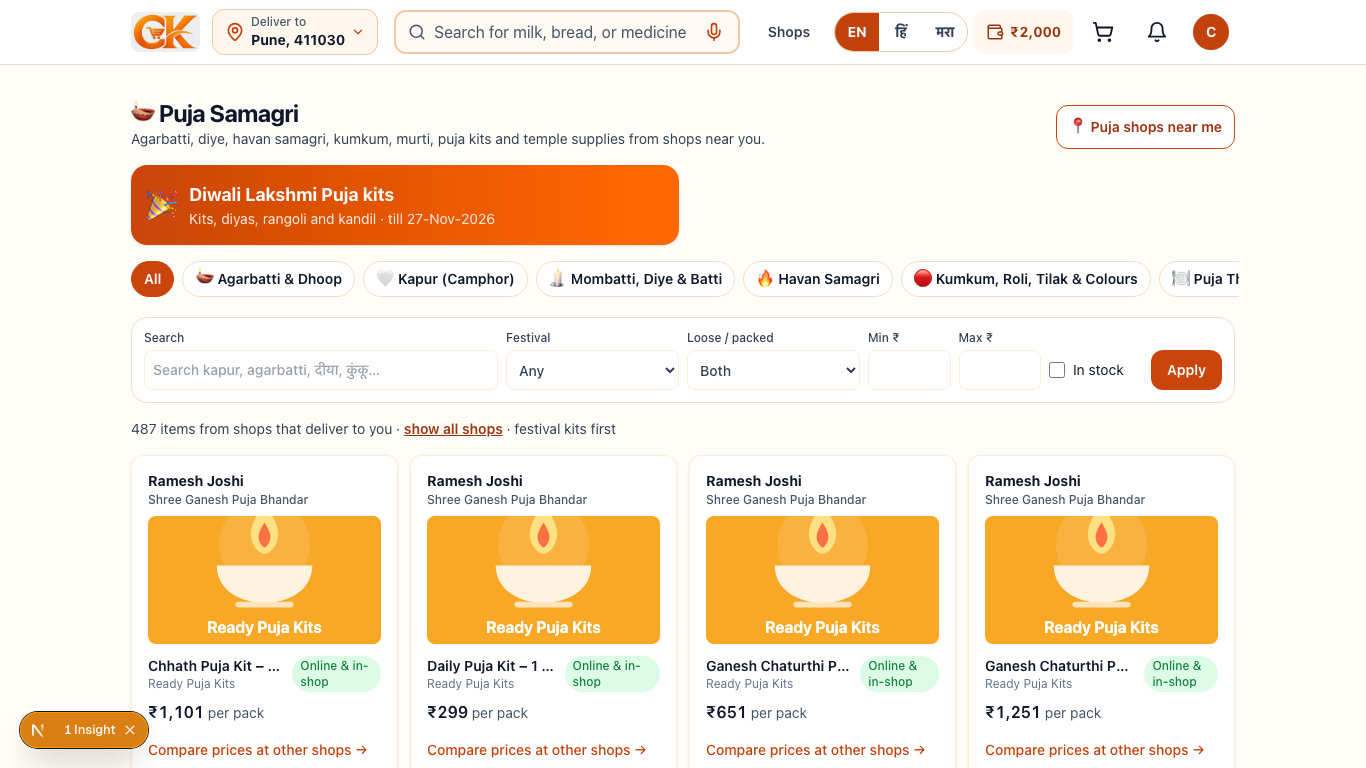 GK
Deliver to
Pune, 411030
Search for milk, bread, or medicine
Shops
EN
हिं
मरा
₹2,000
C
Puja Samagri
Agarbatti, diye, havan samagri, kumkum, murti, puja kits and temple supplies from shops near you.
Puja shops near me
Diwali Lakshmi Puja kits
Kits, diyas, rangoli and kandil · till 27-Nov-2026
All
Agarbatti & Dhoop
Kapur (Camphor)
Mombatti, Diye & Batti
Havan Samagri
Kumkum, Roli, Tilak & Colours
Puja Th
Search
Festival
Loose / packed
Min ₹
Max ₹
Search kapur, agarbatti, दीया, कुंकू...
Any
Both
In stock
Apply
487 items from shops that deliver to you · show all shops · festival kits first
Ramesh Joshi
Shree Ganesh Puja Bhandar
Ready Puja Kits
Chhath Puja Kit – ...
Online & in-
shop
Ready Puja Kits
₹1,101 per pack
Compare prices at other shops →
Ramesh Joshi
Shree Ganesh Puja Bhandar
Ready Puja Kits
Daily Puja Kit – 1 ...
Online & in-
shop
Ready Puja Kits
₹299 per pack
Compare prices at other shops →
Ramesh Joshi
Shree Ganesh Puja Bhandar
Ready Puja Kits
Ganesh Chaturthi P...
Online &
in-shop
Ready Puja Kits
₹651 per pack
Compare prices at other shops →
Ramesh Joshi
Shree Ganesh Puja Bhandar
Ready Puja Kits
Ganesh Chaturthi P...
Online &
in-shop
Ready Puja Kits
₹1,251 per pack
Compare prices at other shops →
N
1 Insight